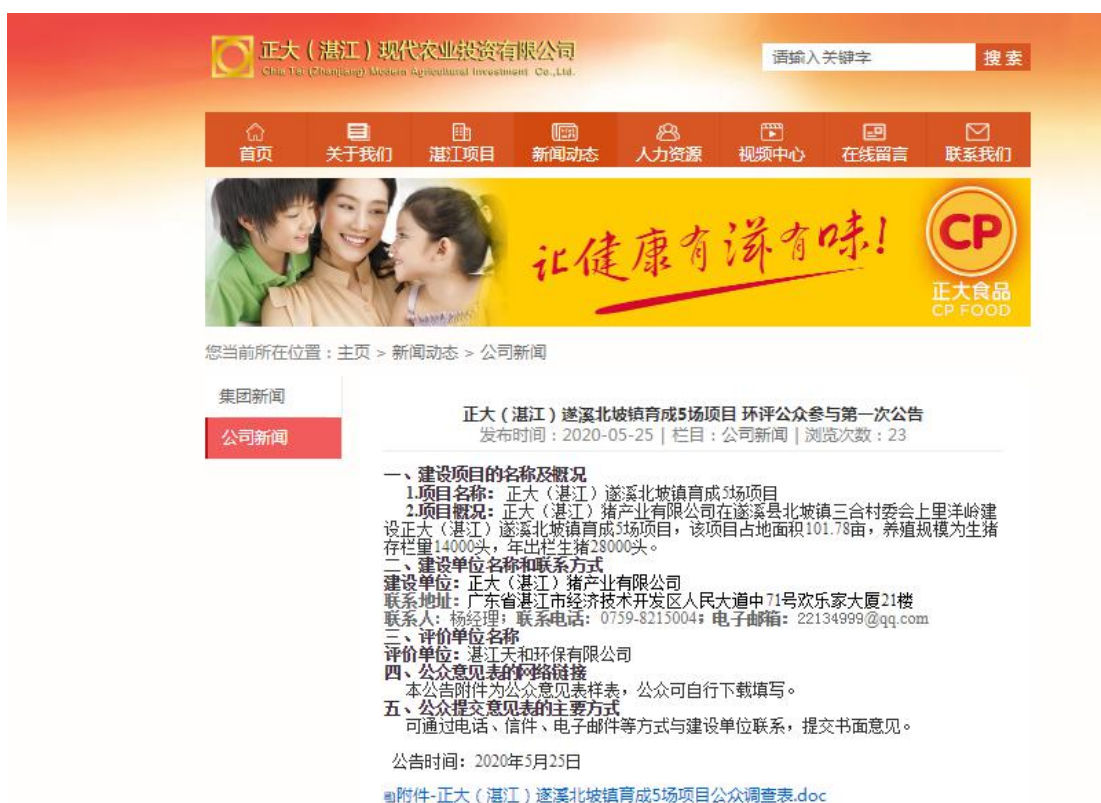 正大（湛江）现代农业投资有限公司
Chia Tai (Zhanjiang) Modern Agricultural Investment Co.,Ltd.
请输入关键字 搜索
首页 关于我们 湛江项目 新闻动态 人力资源 视频中心 在线留言 联系我们
让健康有滋有味!
CP
正大食品
CP FOOD
您当前所在位置：主页 > 新闻动态 > 公司新闻
集团新闻
公司新闻
正大（湛江）遂溪北坡镇育成5场项目 环评公众参与第一次公告
发布时间：2020-05-25 | 栏目：公司新闻 | 浏览次数：23
一、建设项目的名称及概况
1.项目名称：正大（湛江）遂溪北坡镇育成5场项目
2.项目概况：正大（湛江）猪产业有限公司在遂溪县北坡镇三合村委会上里洋岭建
设正大（湛江）遂溪北坡镇育成5场项目，该项目占地面积101.78亩，养殖规模为生猪
存栏量14000头，年出栏生猪28000头。
二、建设单位名称和联系方式
建设单位：正大（湛江）猪产业有限公司
联系地址：广东省湛江市经济技术开发区人民大道中71号欢乐家大厦21楼
联系人：杨经理；联系电话：0759-8215004；电子邮箱：22134999@qq.com
三、评价单位名称
评价单位：湛江天和环保有限公司
四、公众意见表的网络链接
本公告附件为公众意见表样表，公众可自行下载填写。
五、公众提交意见表的主要方式
可通过电话、信件、电子邮件等方式与建设单位联系，提交书面意见。
公告时间：2020年5月25日
附件-正大（湛江）遂溪北坡镇育成5场项目公众调查表.doc